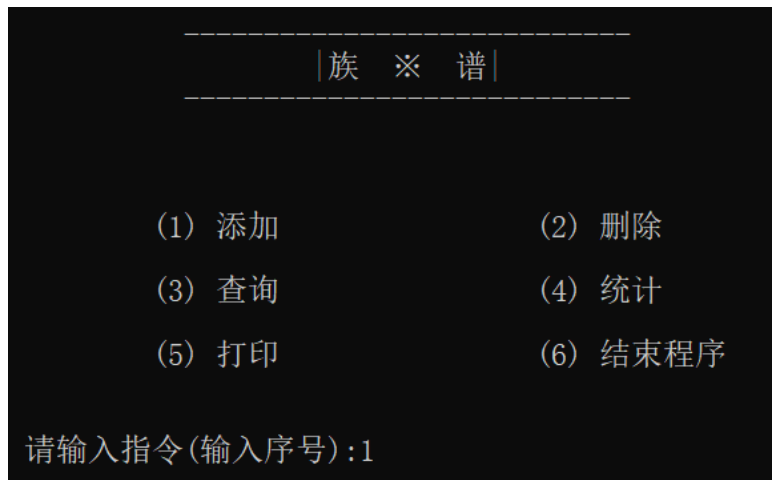 ----------------------------
|族 ※ 谱|
----------------------------
(1) 添加 (2) 删除
(3) 查询 (4) 统计
(5) 打印 (6) 结束程序
请输入指令(输入序号):1